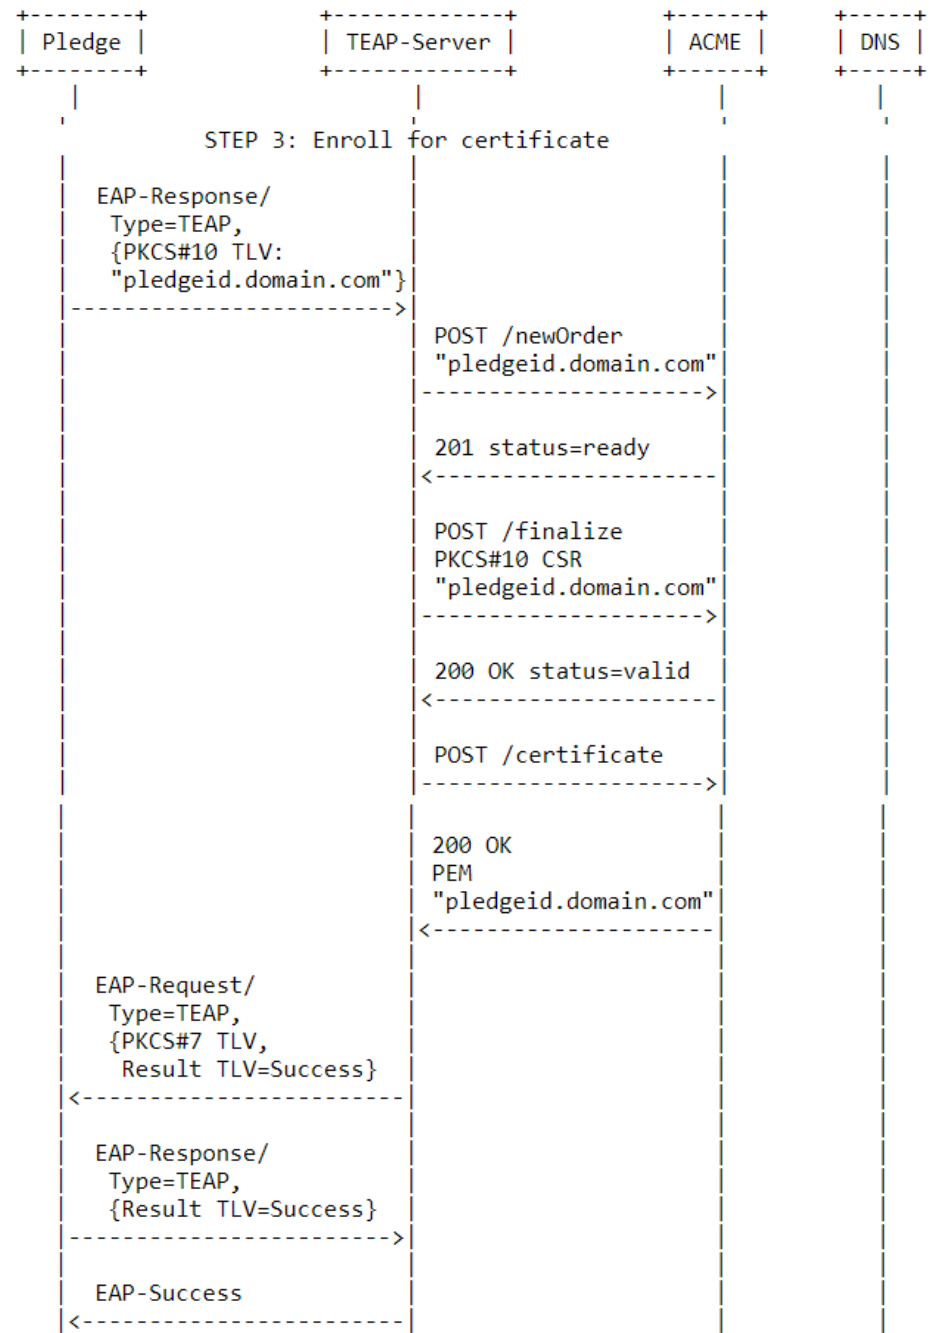 Pledge TEAP-Server ACME DNS
STEP 3: Enroll for certificate
EAP-Response/
Type=TEAP,
{PKCS#10 TLV:
"pledgeid.domain.com"}
POST /newOrder
"pledgeid.domain.com"
201 status=ready
POST /finalize
PKCS#10 CSR
"pledgeid.domain.com"
200 OK status=valid
POST /certificate
200 OK
PEM
"pledgeid.domain.com"
EAP-Request/
Type=TEAP,
{PKCS#7 TLV,
Result TLV=Success}
EAP-Response/
Type=TEAP,
{Result TLV=Success}
EAP-Success